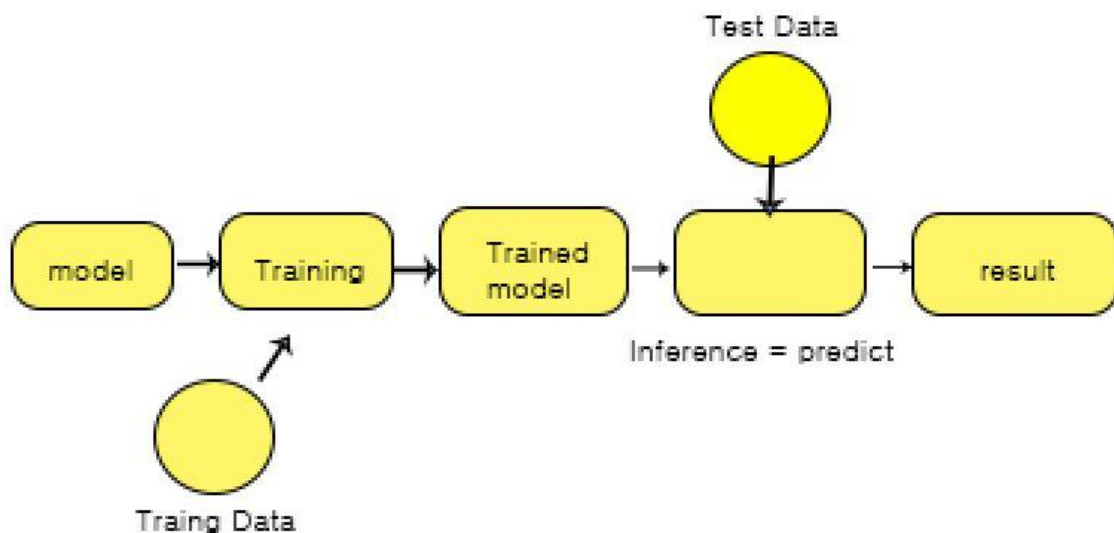 Test Data
model
Training
Trained
model
result
Inference = predict
Traing Data